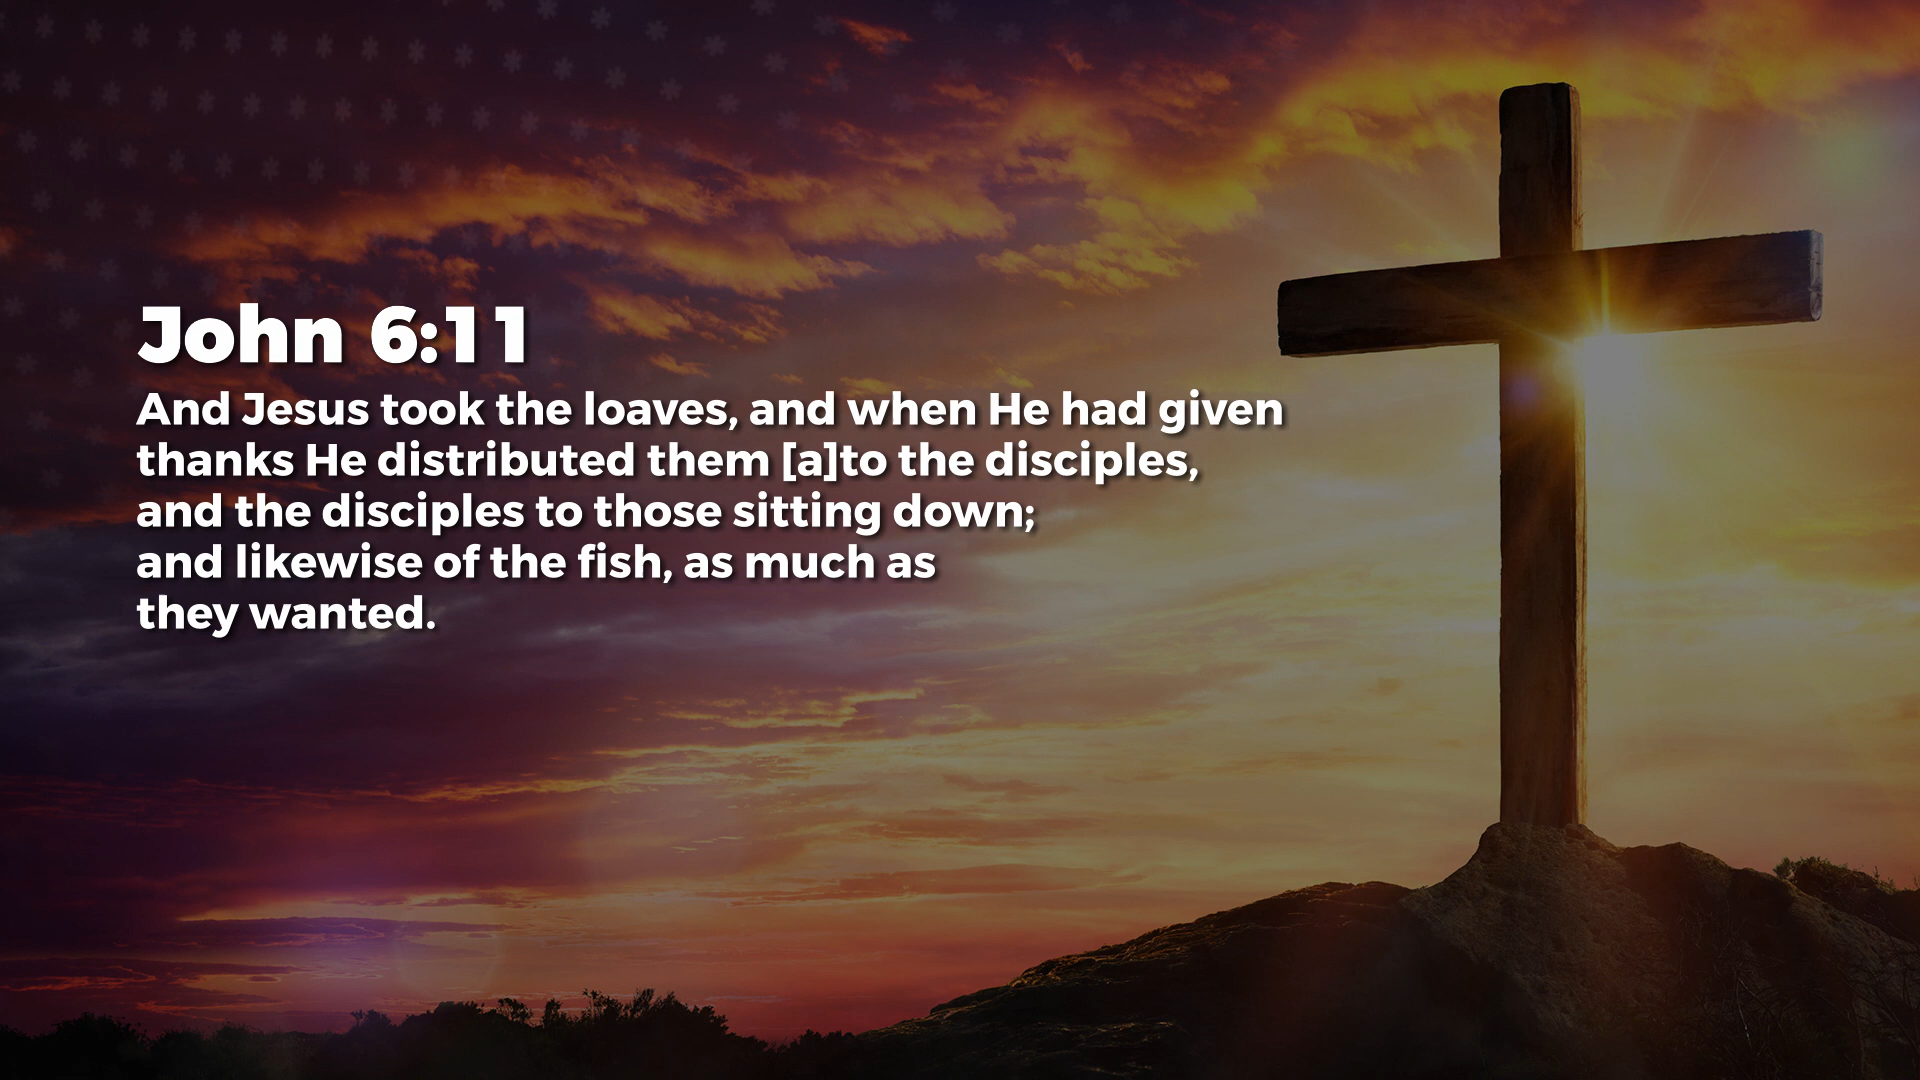 John 6:11
And Jesus took the loaves, and when He had given
thanks He distributed them [a]to the disciples,
and the disciples to those sitting down;
and likewise of the fish, as much as
they wanted.